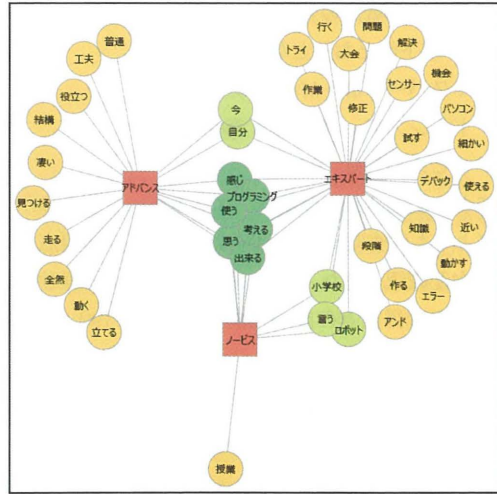 普通
工夫
役立つ
結構
凄い
見つける
走る
全然
動く
立てる
アドバンス
今
自分
感じ
プログラミング
使う
考える
思う
出来る
ノービス
授業
小学校
言う
ロボット
エキスパート
行く
問題
トライ
大会
解決
作業
修正
センサー
機会
パソコン
試す
細かい
デバック
使える
知識
近い
段階
動かす
作る
エラー
アンド